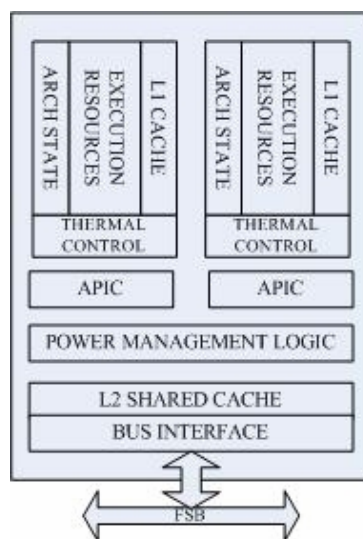 ARCH STATE
EXECUTION
RESOURCES
L1 CACHE
ARCH STATE
EXECUTION
RESOURCES
L1 CACHE
THERMAL
CONTROL
THERMAL
CONTROL
APIC
APIC
POWER MANAGEMENT LOGIC
L2 SHARED CACHE
BUS INTERFACE
FSB